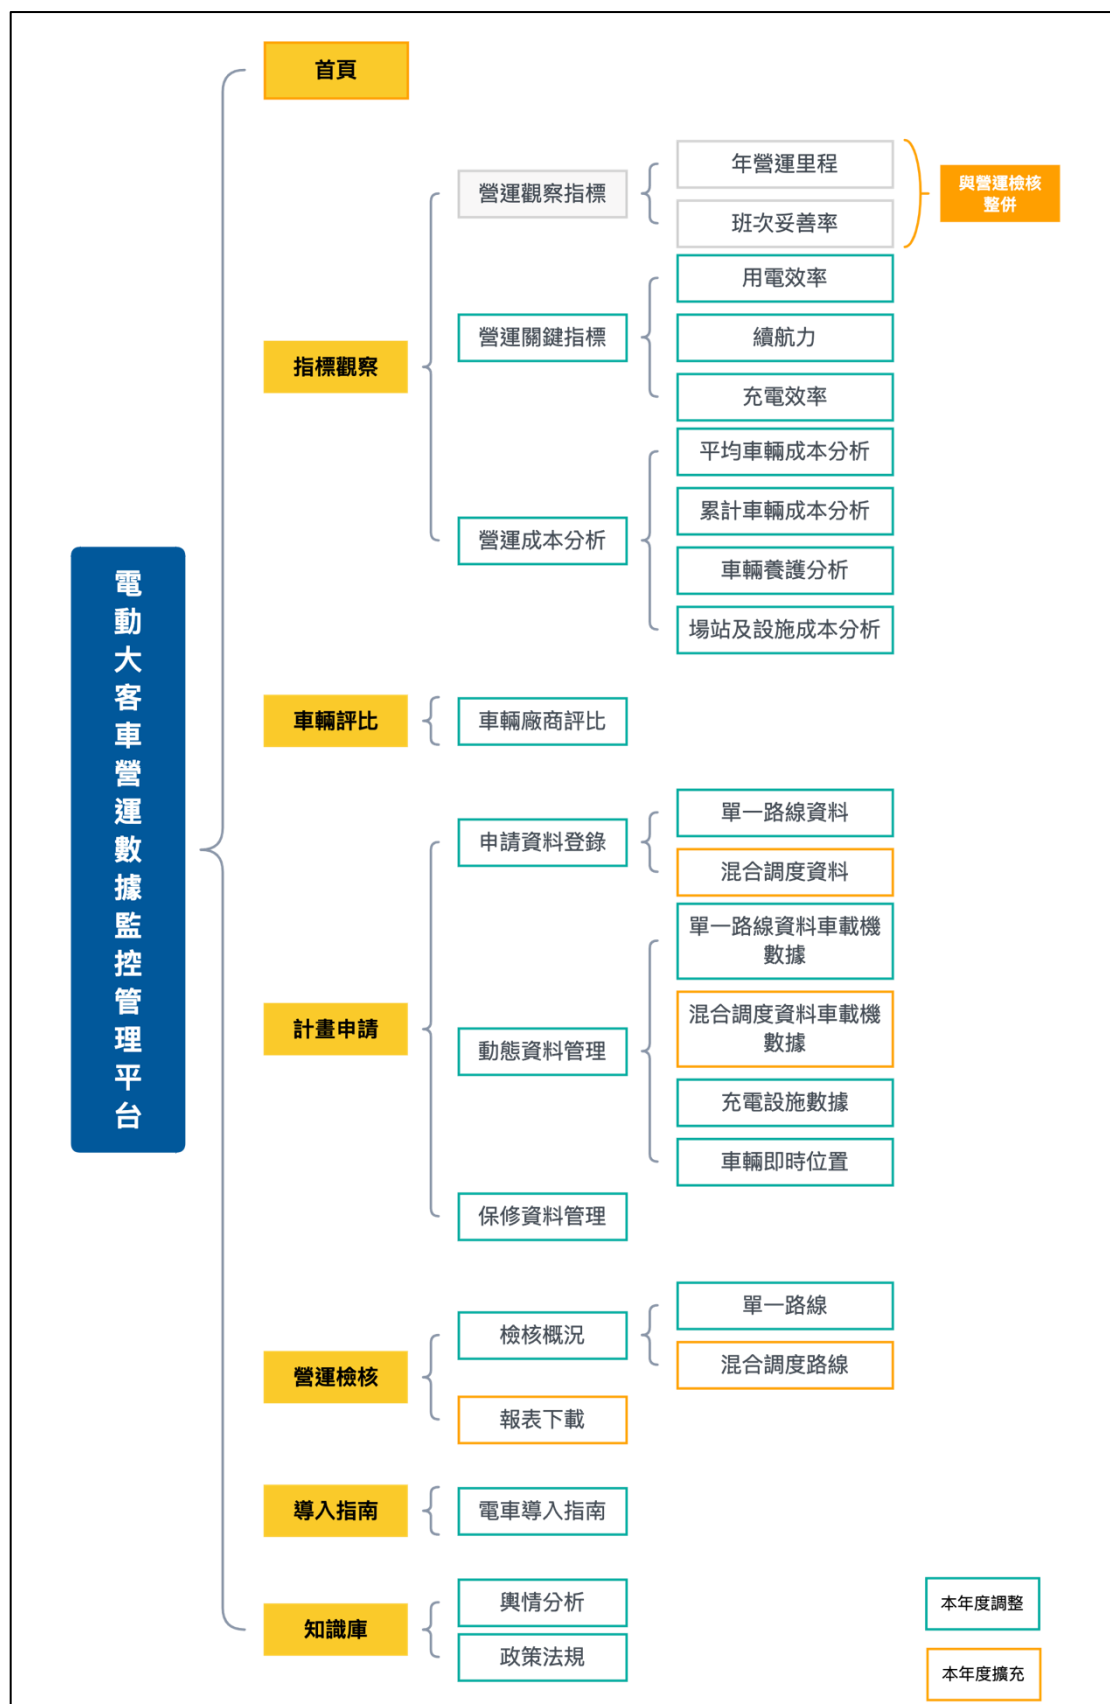 電動大客車營運數據監控管理平台
首頁
指標觀察
營運觀察指標
年營運里程
班次妥善率
與營運檢核
整併
營運關鍵指標
用電效率
續航力
充電效率
營運成本分析
平均車輛成本分析
累計車輛成本分析
車輛養護分析
場站及設施成本分析
車輛評比
車輛廠商評比
計畫申請
申請資料登錄
單一路線資料
混合調度資料
動態資料管理
單一路線資料車載機
數據
混合調度資料車載機
數據
充電設施數據
車輛即時位置
保修資料管理
營運檢核
檢核概況
單一路線
混合調度路線
報表下載
導入指南
電車導入指南
知識庫
輿情分析
政策法規
本年度調整
本年度擴充